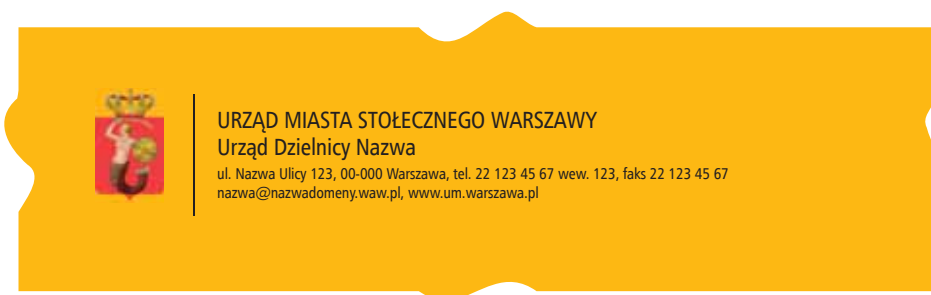 URZĄD MIASTA STOŁECZNEGO WARSZAWY
Urząd Dzielnicy Nazwa
ul. Nazwa Ulicy 123, 00-000 Warszawa, tel. 22 123 45 67 wew. 123, faks 22 123 45 67
nazwa@nazwadomeny.waw.pl, www.um.warszawa.pl